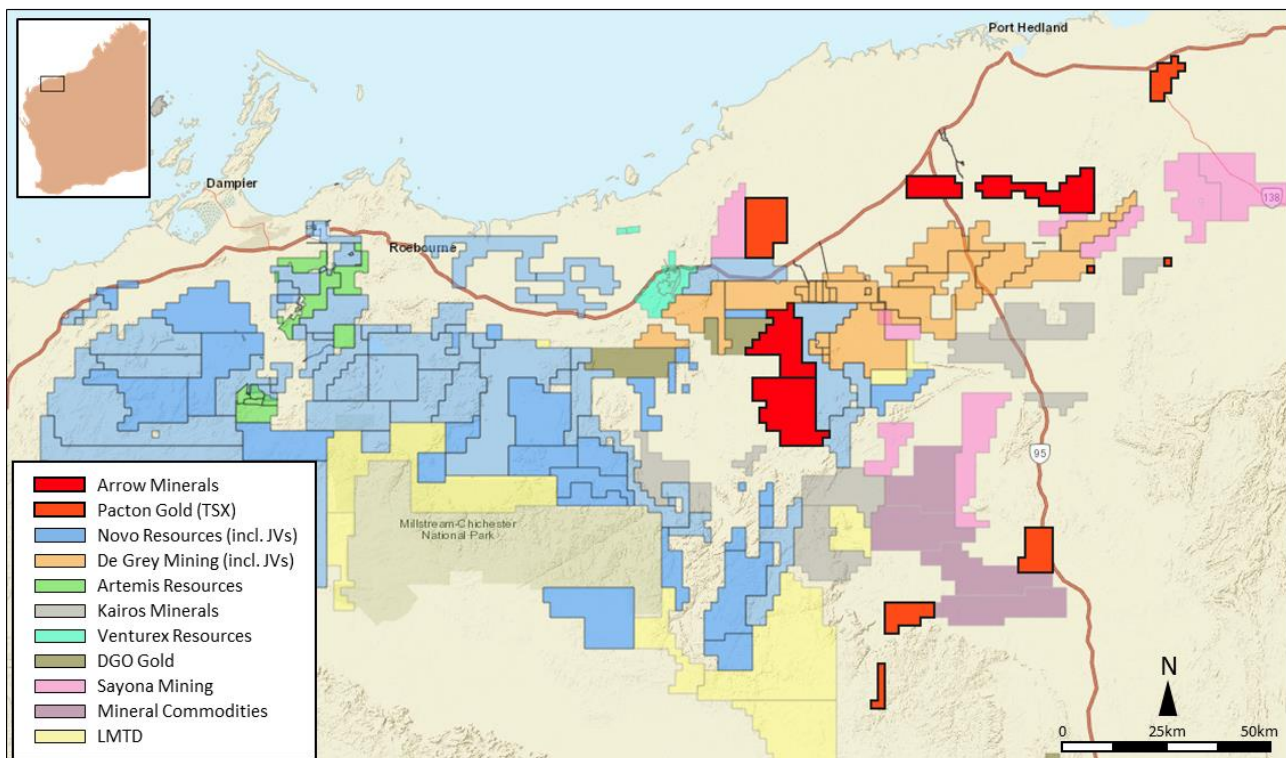 Port Hedland
Dampier
138
Roebourne
95
Millstream-Chichester
National Park
Arrow Minerals
Pacton Gold (TSX)
Novo Resources (incl. JVs)
De Grey Mining (incl. JVs)
Artemis Resources
Kairos Minerals
Venturex Resources
DGO Gold
Sayona Mining
Mineral Commodities
LMTD
N
0 25km 50km